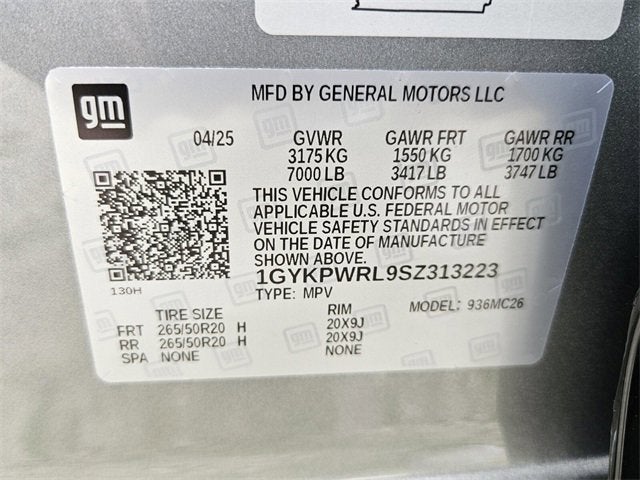 gm
MFD BY GENERAL MOTORS LLC
04/25 GVWR GAWR FRT GAWR RR
3175 KG 1550 KG 1700 KG
7000 LB 3417 LB 3747 LB
THIS VEHICLE CONFORMS TO ALL
APPLICABLE U.S. FEDERAL MOTOR
VEHICLE SAFETY STANDARDS IN EFFECT
ON THE DATE OF MANUFACTURE
SHOWN ABOVE.
1GYKPWRL9SZ313223
130H
TYPE: MPV MODEL: 936MC26
TIRE SIZE RIM
FRT 265/50R20 H 20X9J
RR 265/50R20 H 20X9J
SPA NONE NONE